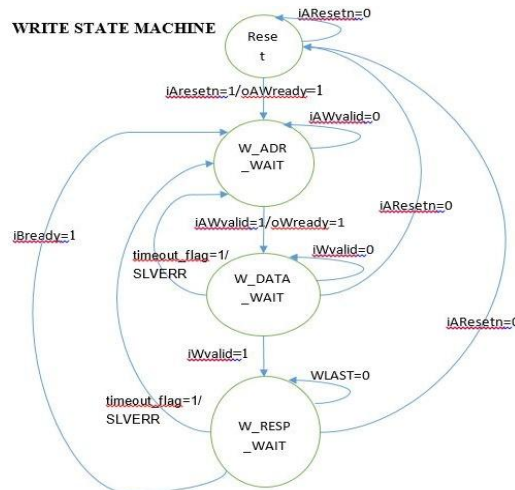 WRITE STATE MACHINE
iAResetn=0
Rese
t
iAresetn=1/oAWready=1
iAWvalid=0
W_ADR
_WAIT
iAResetn=0
iAWvalid=1/oWready=1
iBready=1
timeout_flag=1/
SLVERR
iWvalid=0
W_DATA
_WAIT
iAResetn=0
iWvalid=1
WLAST=0
timeout_flag=1/
SLVERR
W_RESP
_WAIT